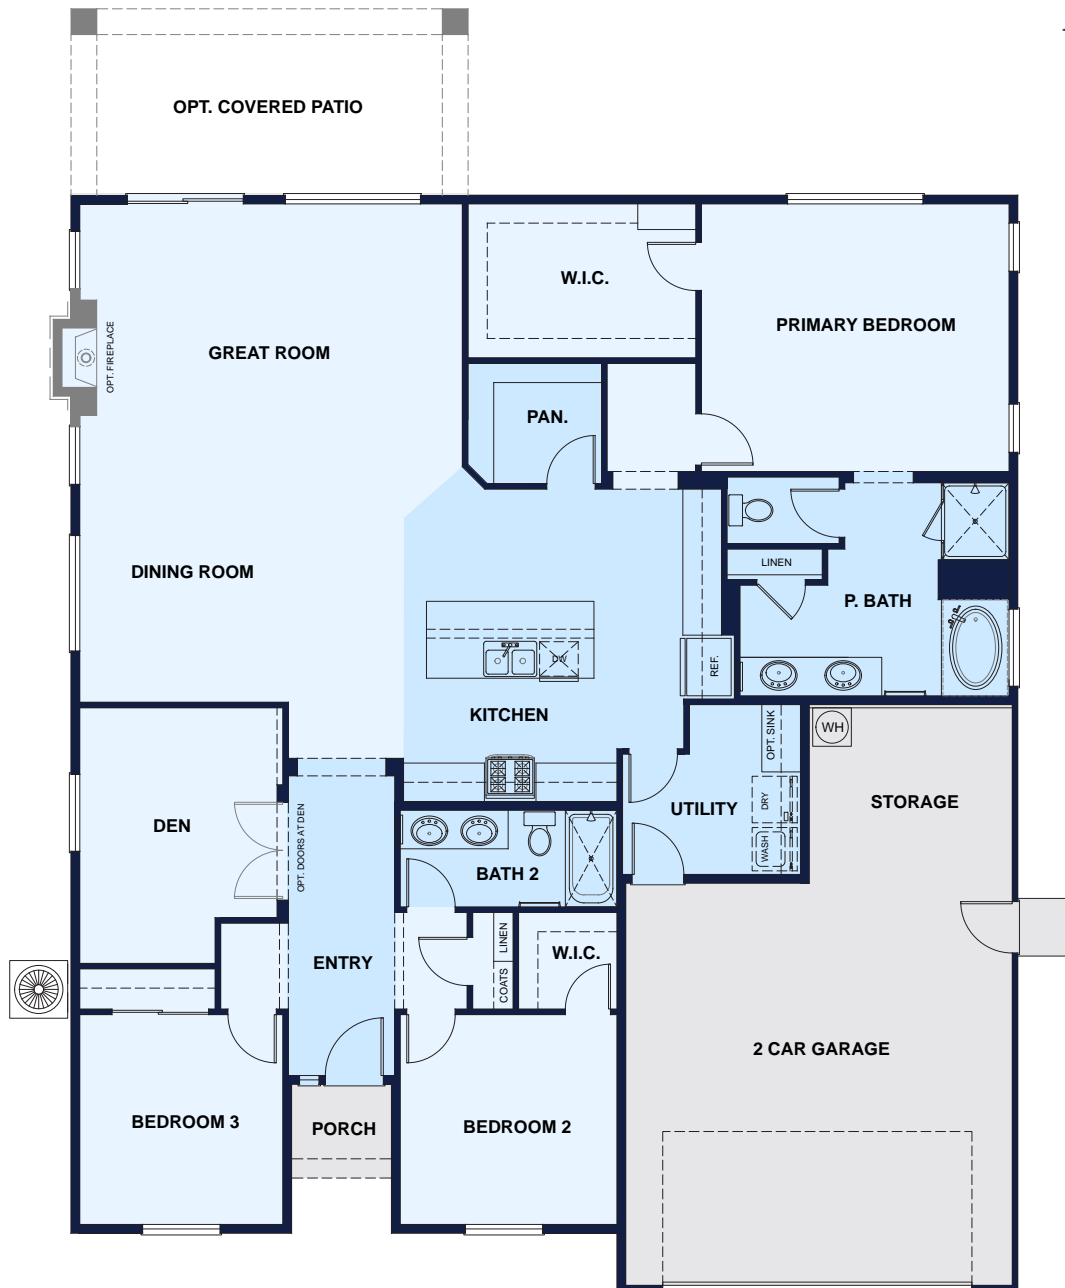 OPT. COVERED PATIO
W.I.C.
PRIMARY BEDROOM
GREAT ROOM
OPT. FIREPLACE
PAN.
LINEN
DINING ROOM
P. BATH
DW
REF.
KITCHEN
OPT. SINK
WH
STORAGE
DRY
UTILITY
DEN
OPT. DOORS AT DEN
WASH
BATH 2
LINEN
W.I.C.
ENTRY
COATS
2 CAR GARAGE
BEDROOM 3
PORCH
BEDROOM 2